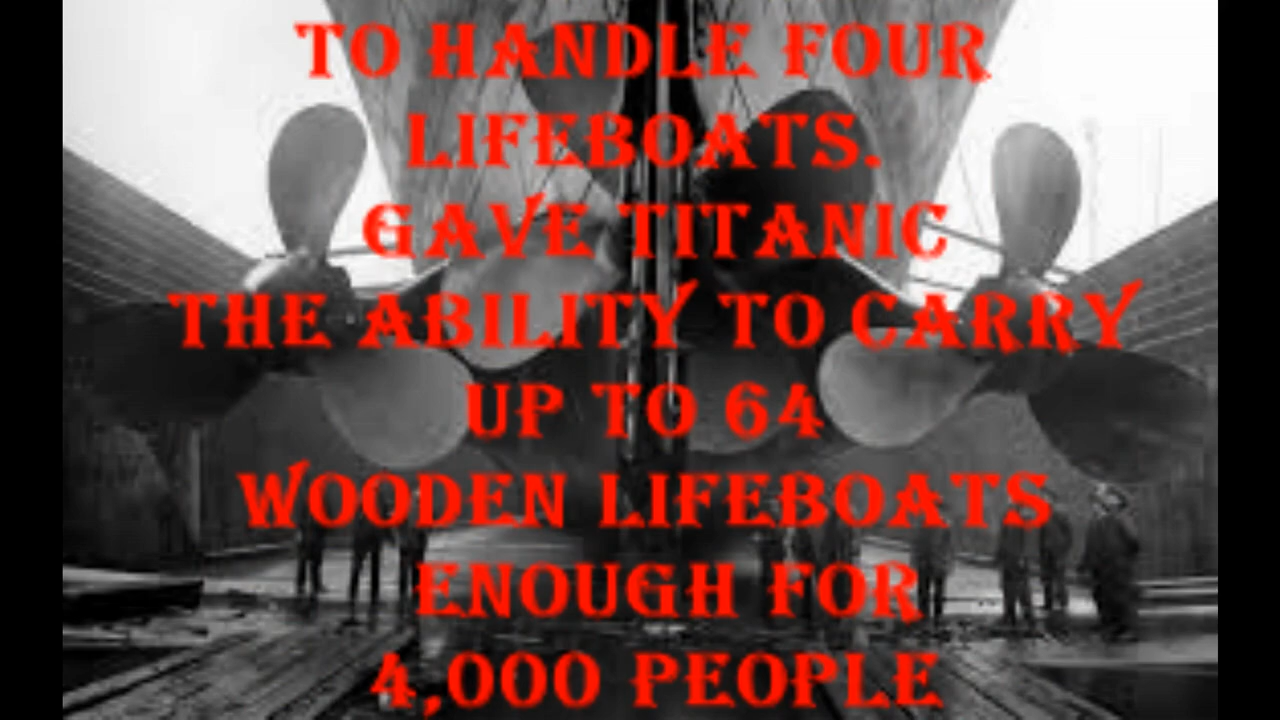 TO HANDLE FOUR
LIFEBOATS.
GAVE TITANIC
THE ABILITY TO CARRY
UP TO 64
WOODEN LIFEBOATS
ENOUGH FOR
4,000 PEOPLE